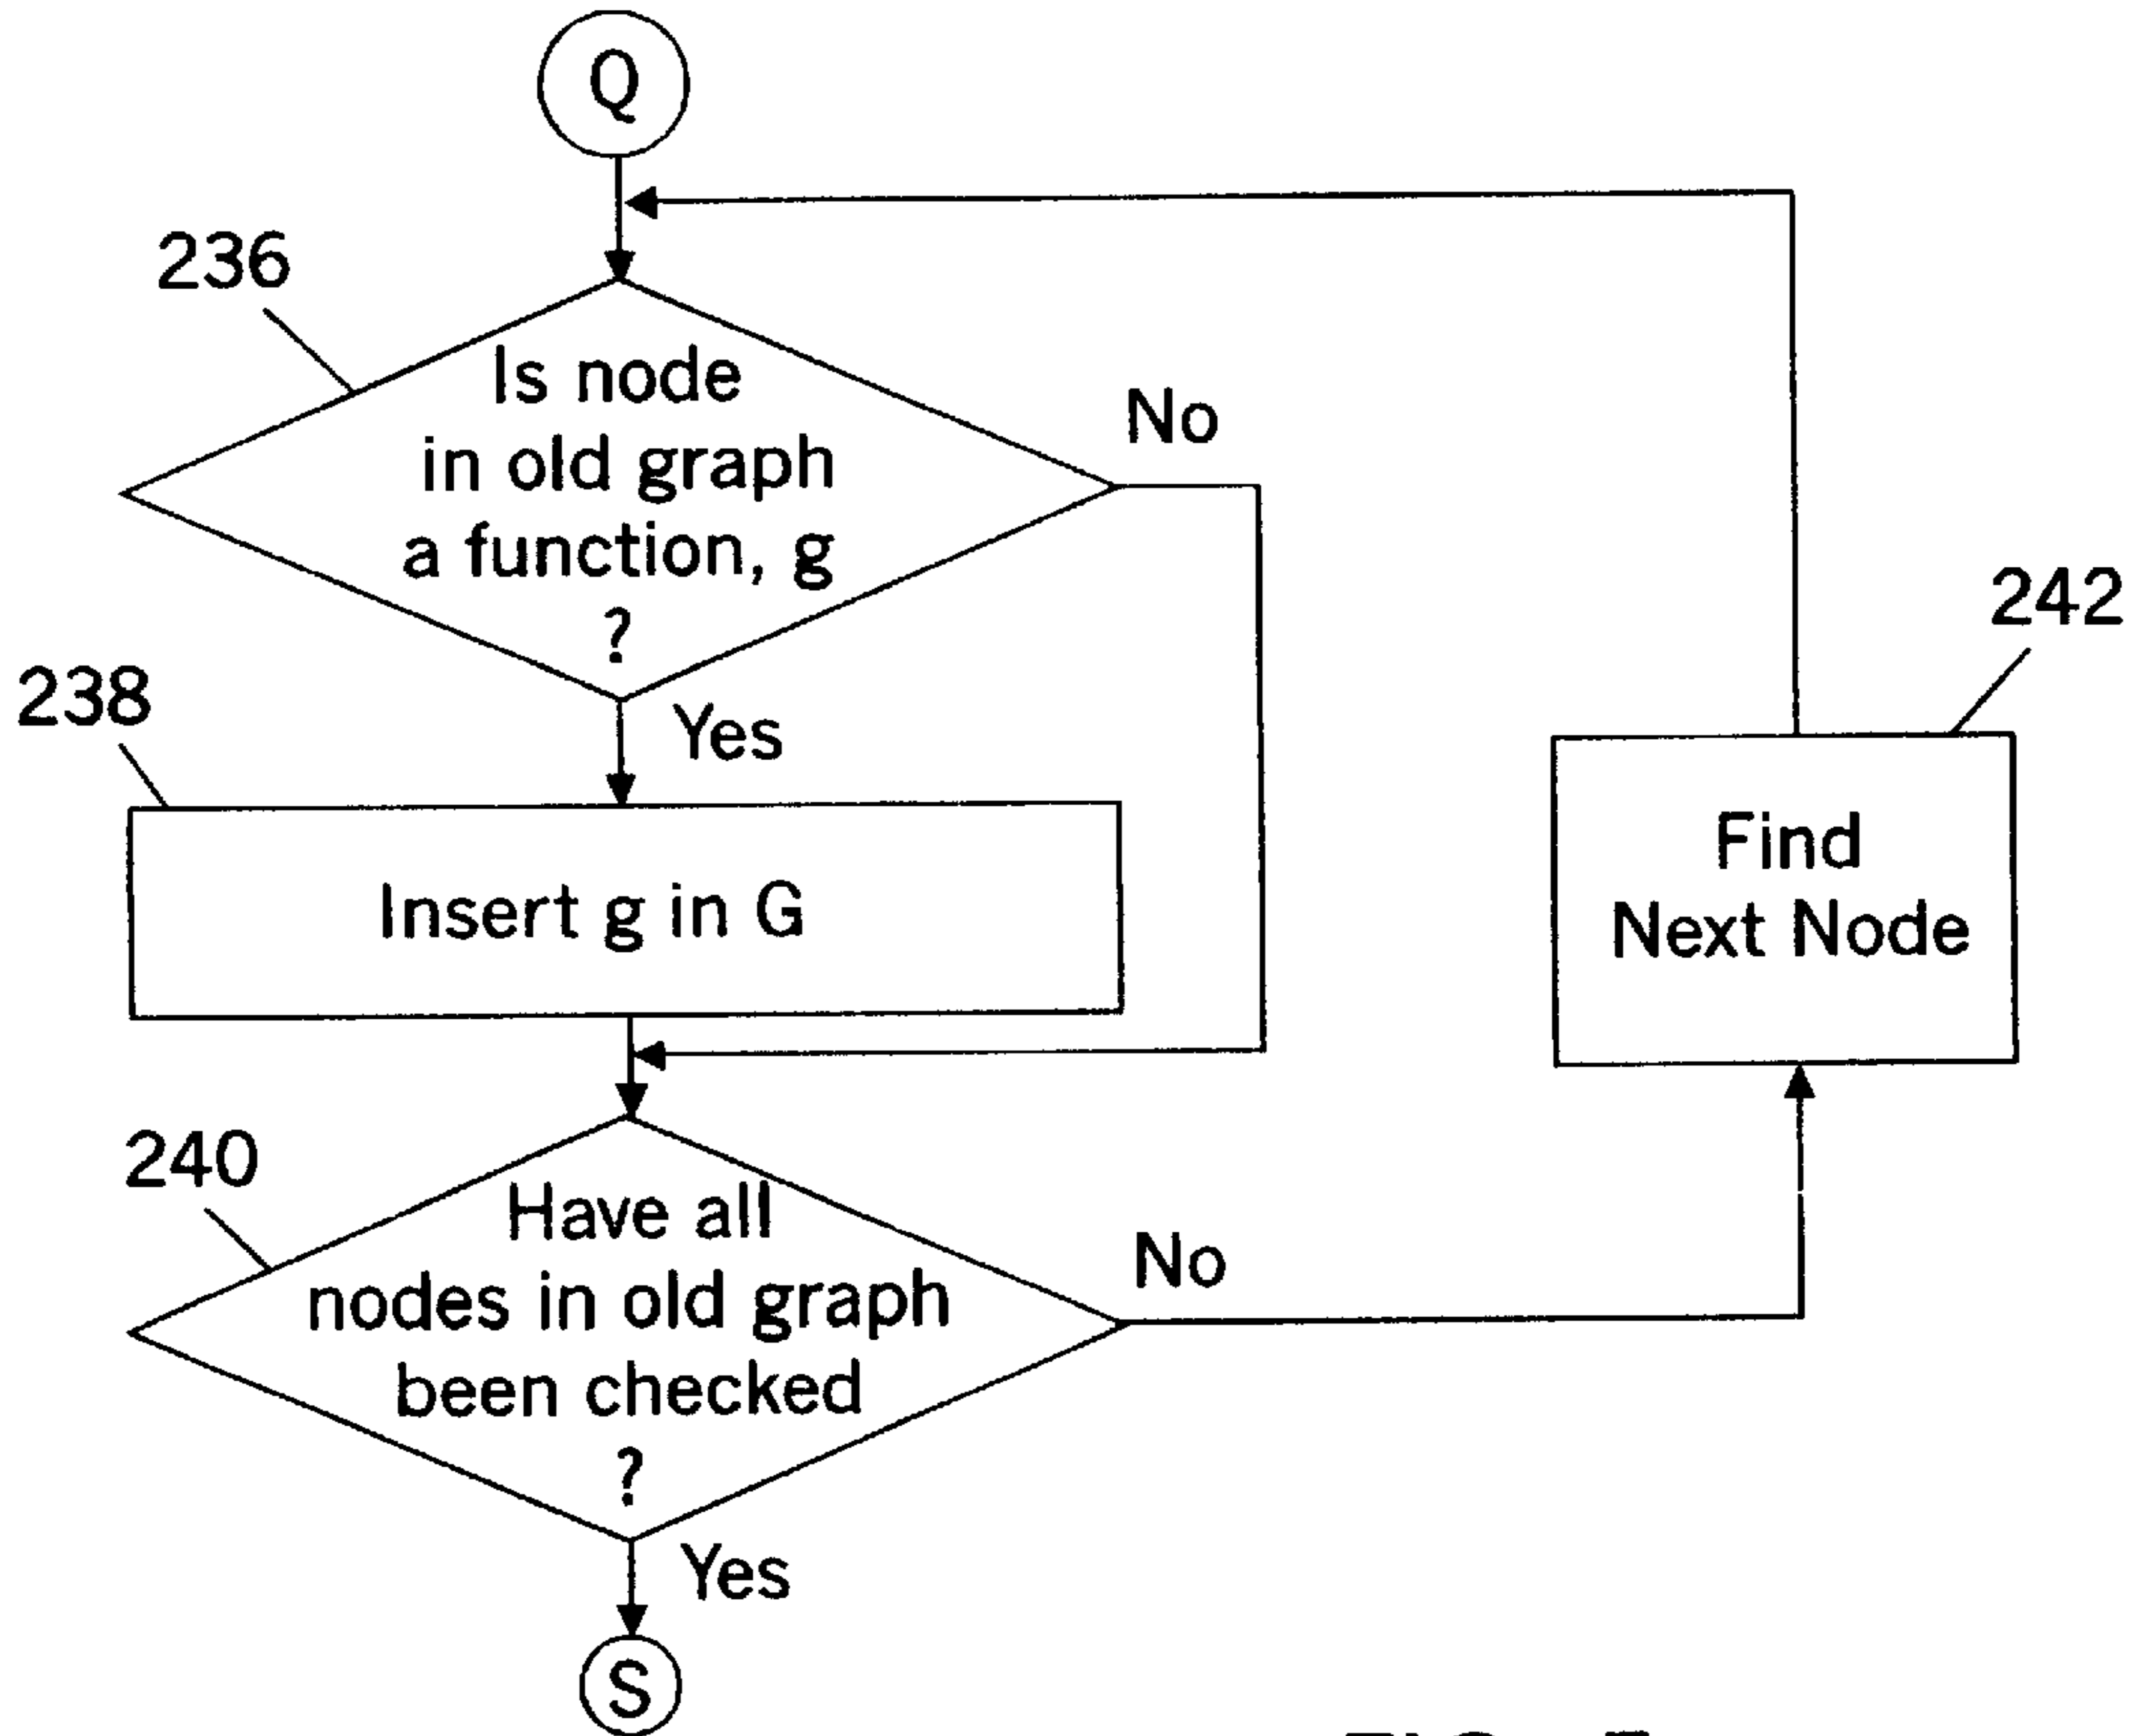 Q
236
Is node
in old graph
a function, g
?
No
Yes
238
Insert g in G
242
Find
Next Node
240
Have all
nodes in old graph
been checked
?
No
Yes
S